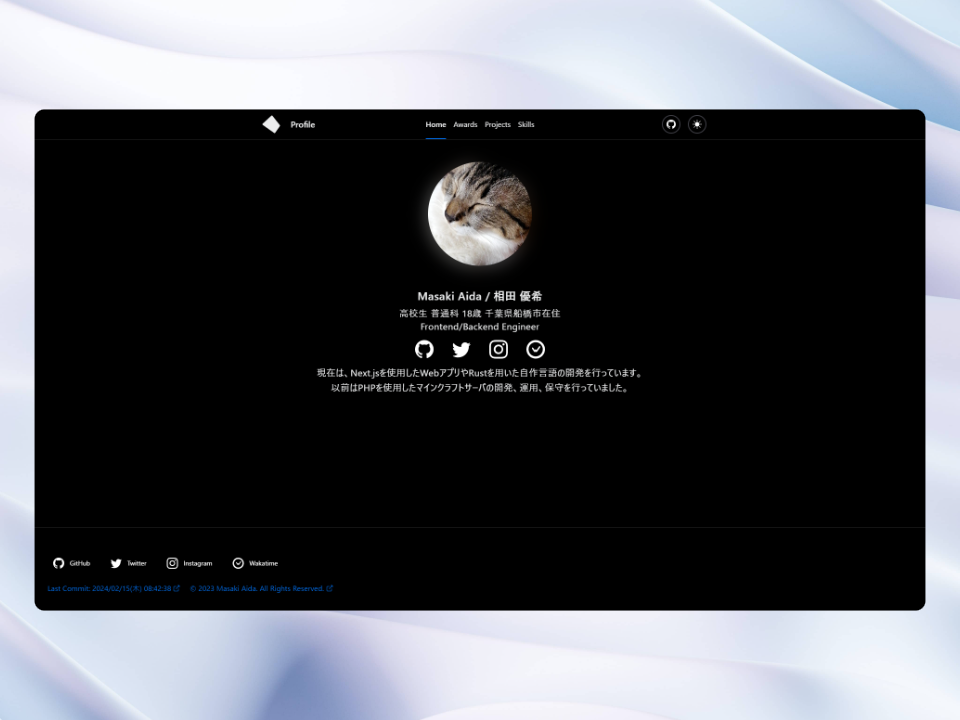 Profile
Home Awards Projects Skills
Masaki Aida / 相田 優希
高校生 普通科 18歳 千葉県船橋市在住
Frontend/Backend Engineer
現在は、Next.jsを使用したWebアプリやRustを用いた自作言語の開発を行っています。
以前はPHPを使用したマインクラフトサーバの開発、運用、保守を行っていました。
GitHub Twitter Instagram Wakatime
Last Commit: 2024/02/15(木) 08:42:38 © 2023 Masaki Aida. All Rights Reserved.